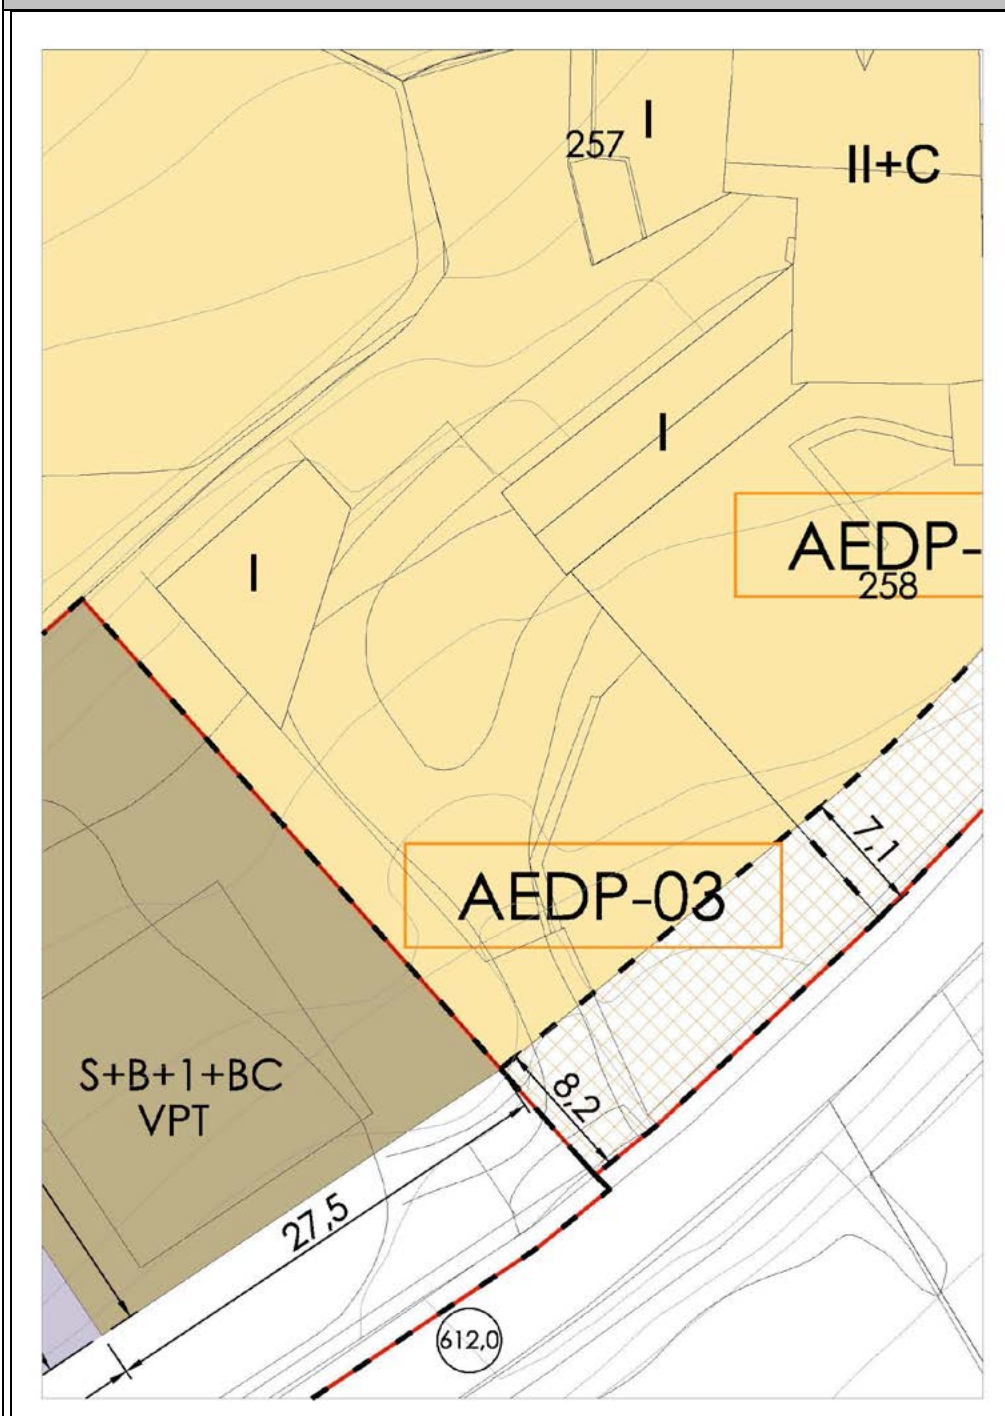 I
257
II+C
I
AEDP-
258
I
7,1
AEDP-03
8,2
S+B+1+BC
VPT
27,5
612,0